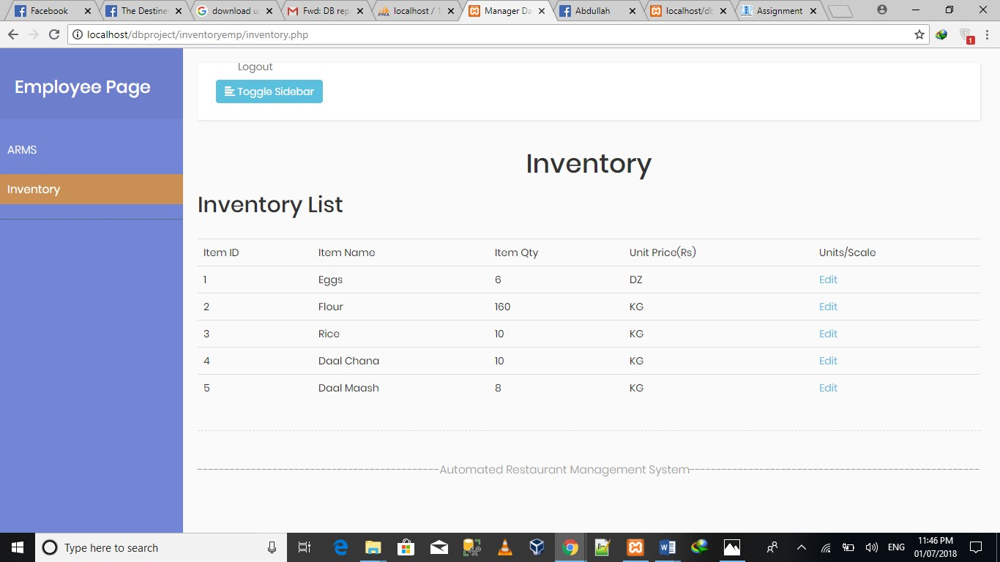 Facebook
The Destine
download u
Fwd: DB rep
localhost / 1
Manager Da
Abdullah
localhost/db
Assignment
localhost/dbproject/inventoryemp/inventory.php
1
Employee Page
ARMS
Inventory
Logout
Toggle Sidebar
Inventory
Inventory List
Item ID Item Name Item Qty Unit Price(Rs) Units/Scale
1 Eggs 6 DZ Edit
2 Flour 160 KG Edit
3 Rice 10 KG Edit
4 Daal Chana 10 KG Edit
5 Daal Maash 8 KG Edit
Automated Restaurant Management System
Type here to search
ENG
11:46 PM
01/07/2018